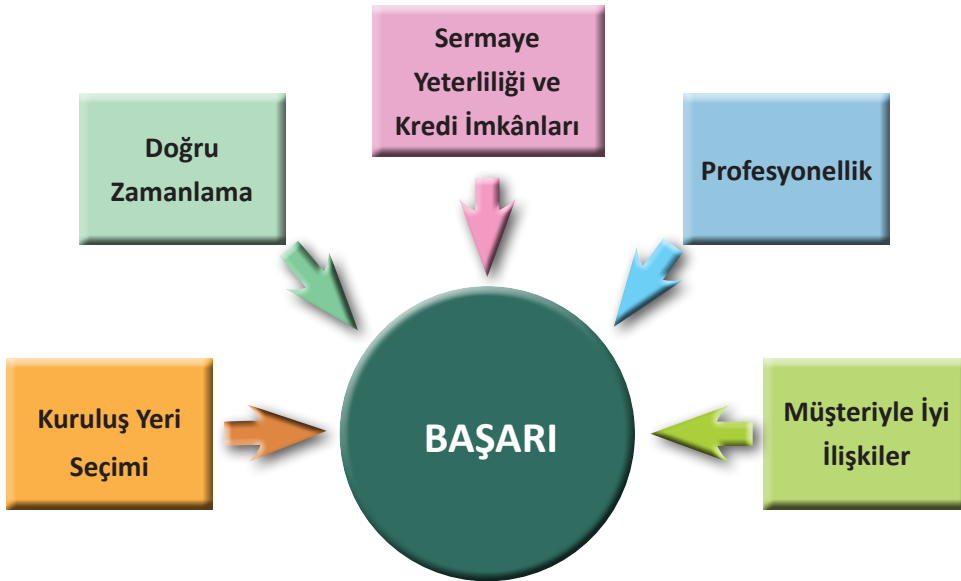 Sermaye
Yeterliliği ve
Kredi İmkânları
Doğru
Zamanlama
Profesyonellik
Kuruluş Yeri
Seçimi
BAŞARI
Müşteriyle İyi
İlişkiler